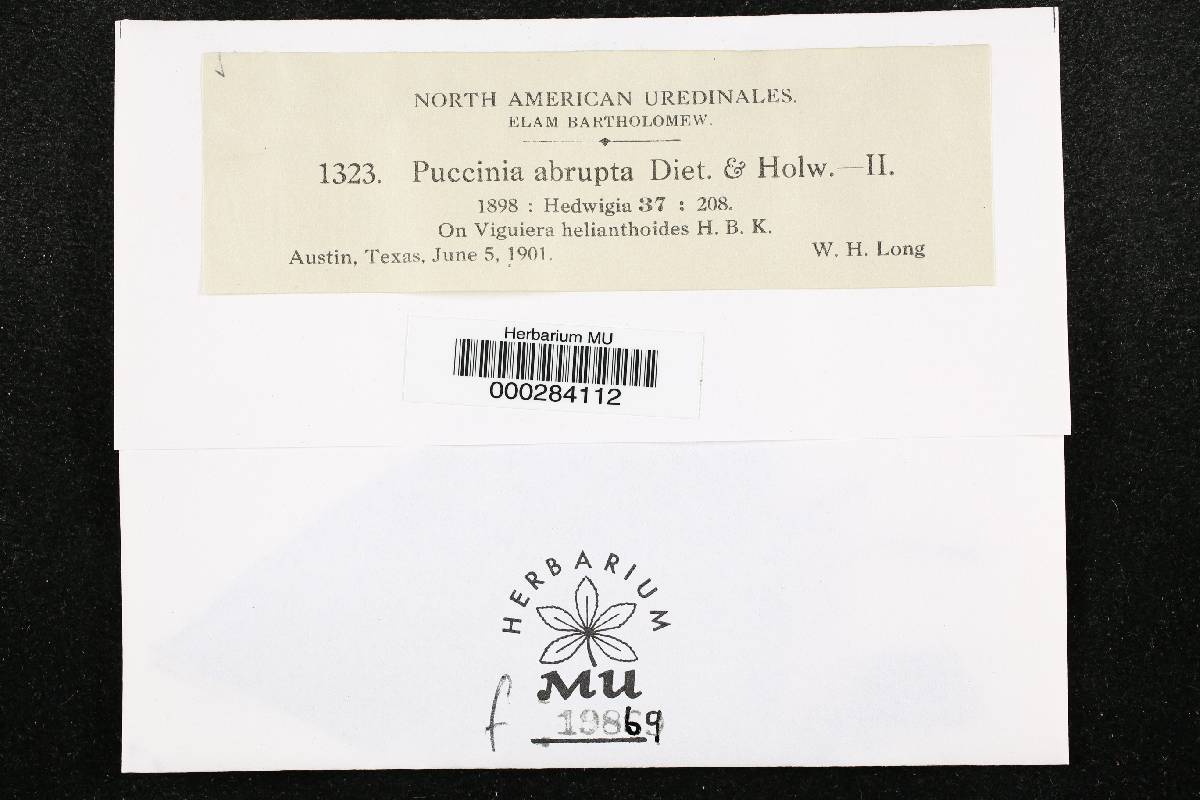 NORTH AMERICAN UREDINALES.
ELAM BARTHOLOMEW.
1323. Puccinia abrupta Diet. & Holw.—II.
1898 : Hedwigia 37 : 208.
On Viguiera helianthoides H. B. K.
Austin, Texas, June 5, 1901. W. H. Long
Herbarium MU
000284112
HERBARIUM
MU
f 19869